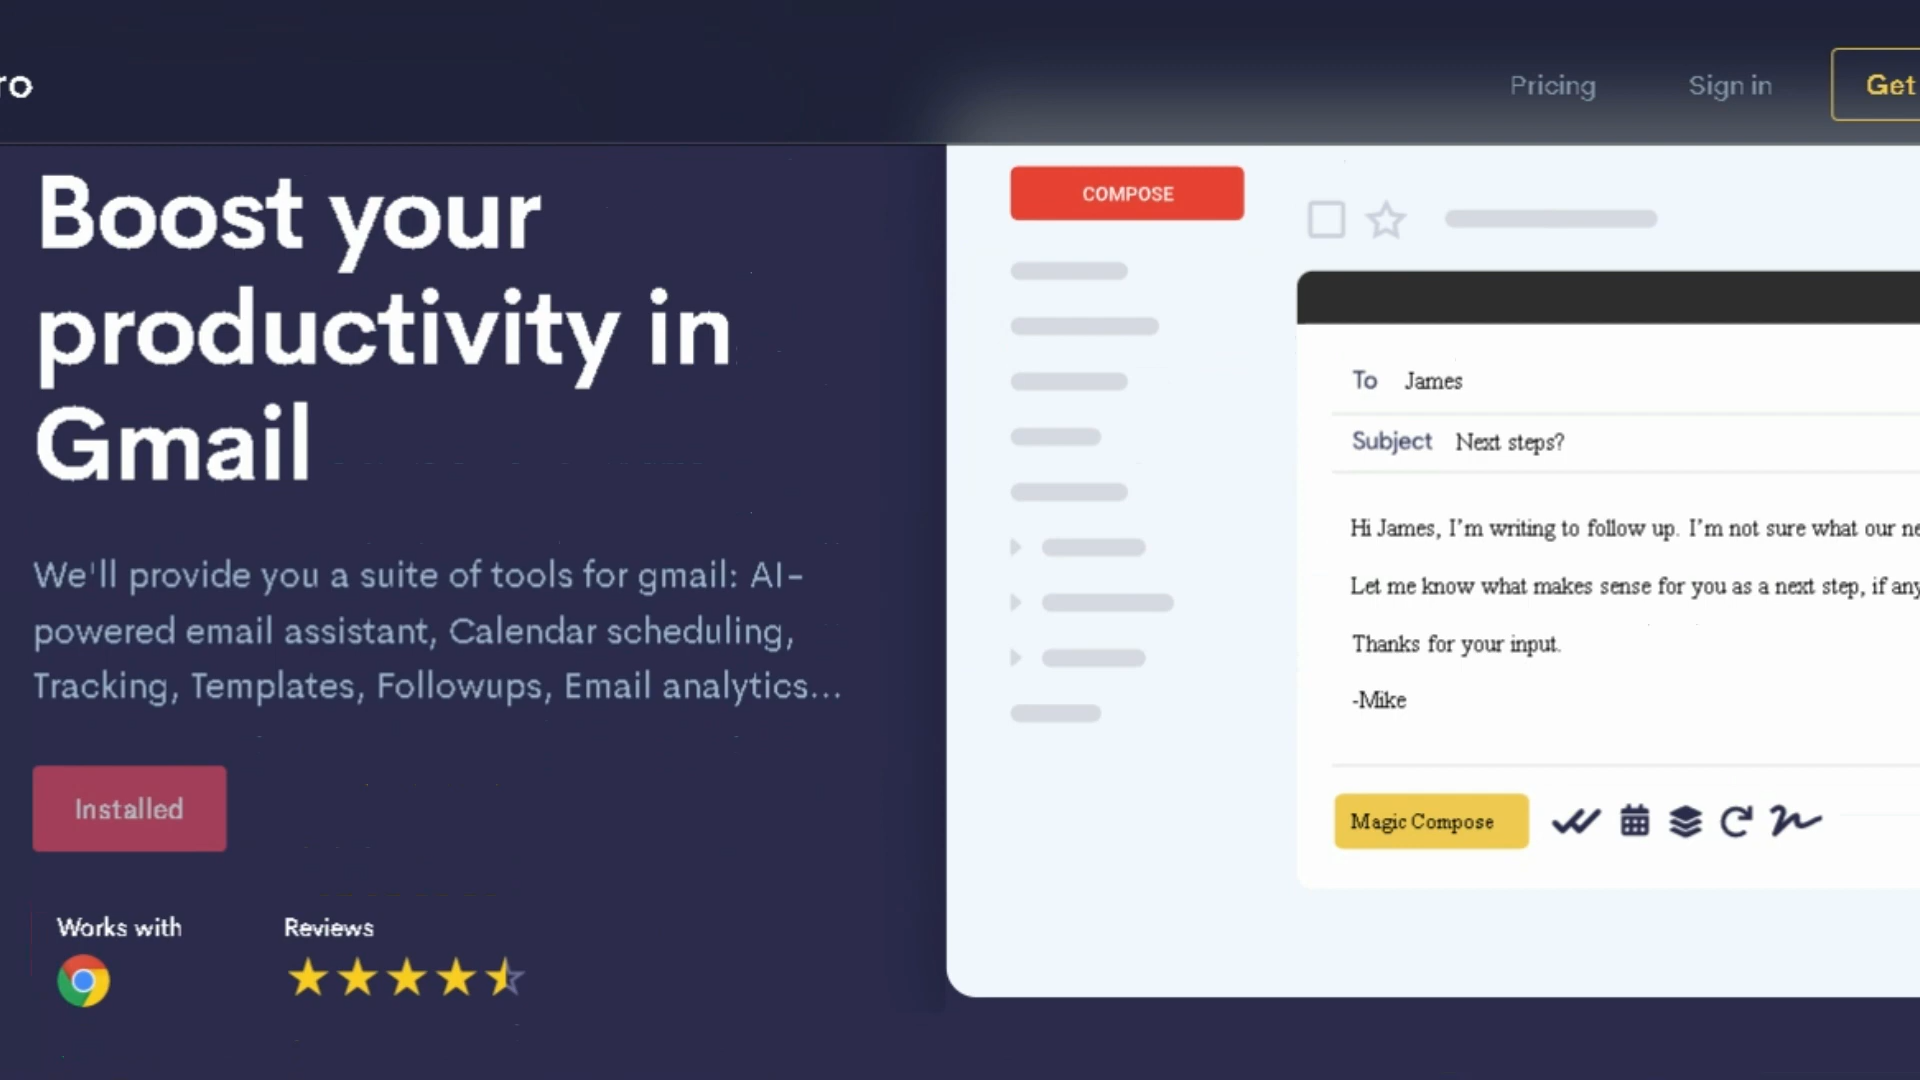 ro
Pricing
Sign in
Get
Boost your
productivity in
Gmail
We'll provide you a suite of tools for gmail: AI-
powered email assistant, Calendar scheduling,
Tracking, Templates, Followups, Email analytics...
Installed
Works with
Reviews
COMPOSE
To James
Subject Next steps?
Hi James, I’m writing to follow up. I’m not sure what our
Let me know what makes sense for you as a next step, if any
Thanks for your input.
-Mike
Magic Compose